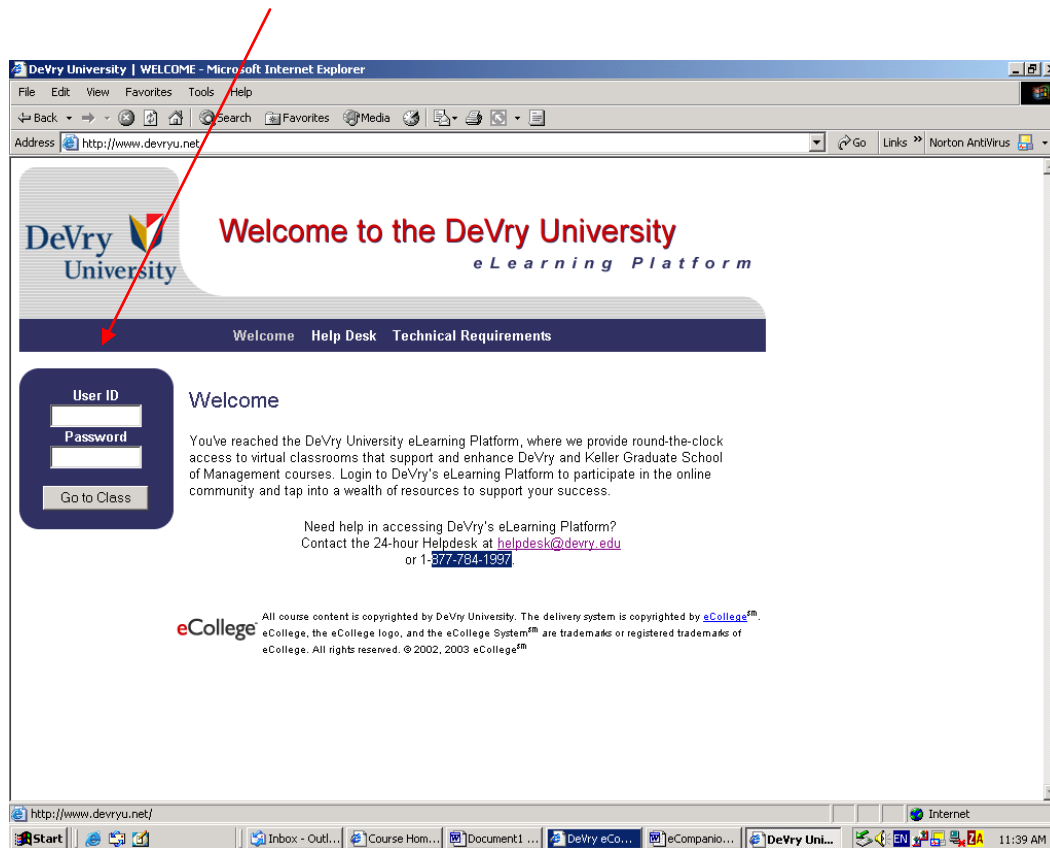 DeVry University | WELCOME - Microsoft Internet Explorer
File Edit View Favorites Tools Help
Back Search Favorites Media
Address http://www.devryu.net Go Links » Norton AntiVirus
DeVry
University
Welcome to the DeVry University
eLearning Platform
Welcome Help Desk Technical Requirements
User ID
Password
Go to Class
Welcome
You've reached the DeVry University eLearning Platform, where we provide round-the-clock
access to virtual classrooms that support and enhance DeVry and Keller Graduate School
of Management courses. Login to DeVry's eLearning Platform to participate in the online
community and tap into a wealth of resources to support your success.
Need help in accessing DeVry's eLearning Platform?
Contact the 24-hour Helpdesk at helpdesk@devry.edu
or 1-877-784-1997.
eCollege
All course content is copyrighted by DeVry University. The delivery system is copyrighted by eCollege℠.
eCollege, the eCollege logo, and the eCollege System℠ are trademarks or registered trademarks of
eCollege. All rights reserved. © 2002, 2003 eCollege℠
http://www.devryu.net/ Internet
Start Inbox - Outl... Course Hom... Document1 ... DeVry eCo... eCompanio... DeVry Uni... EN ZA 11:39 AM